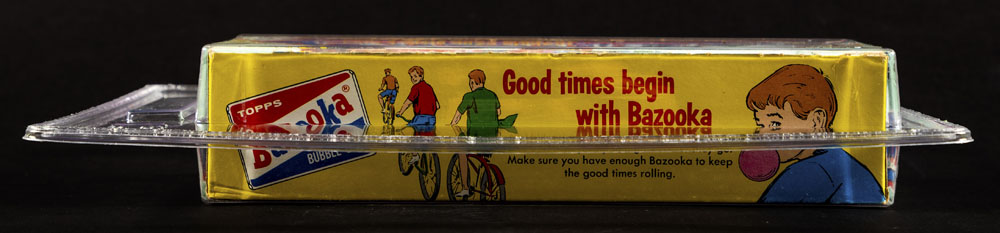 TOPPS
Bazooka®
BUBBLE
Good times begin
with Bazooka
Make sure you have enough Bazooka to keep
the good times rolling.